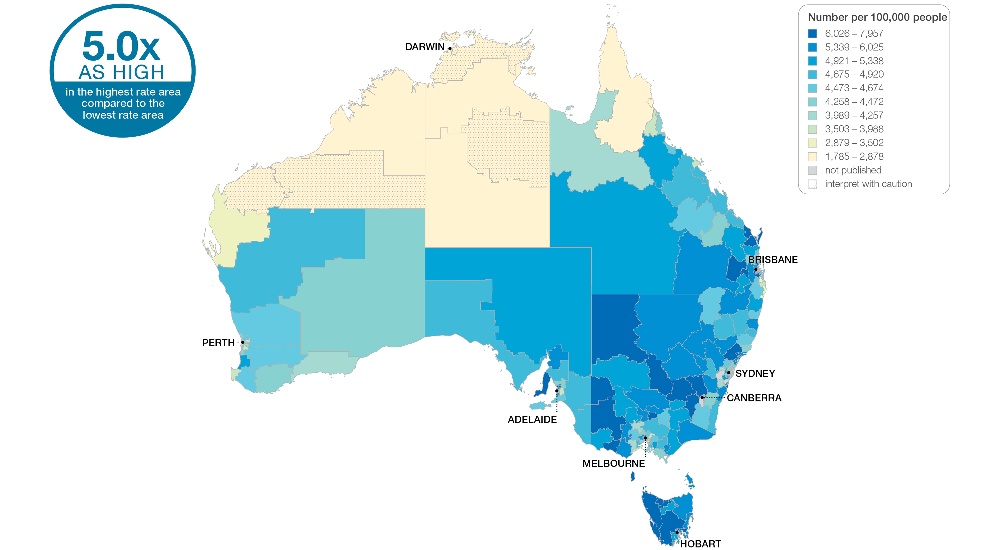 5.0x
AS HIGH
in the highest rate area
compared to the
lowest rate area
Number per 100,000 people
6,026 – 7,957
5,339 – 6,025
4,921 – 5,338
4,675 – 4,920
4,473 – 4,674
4,258 – 4,472
3,989 – 4,257
3,503 – 3,988
2,879 – 3,502
1,785 – 2,878
not published
interpret with caution
DARWIN
BRISBANE
PERTH
SYDNEY
CANBERRA
ADELAIDE
MELBOURNE
HOBART